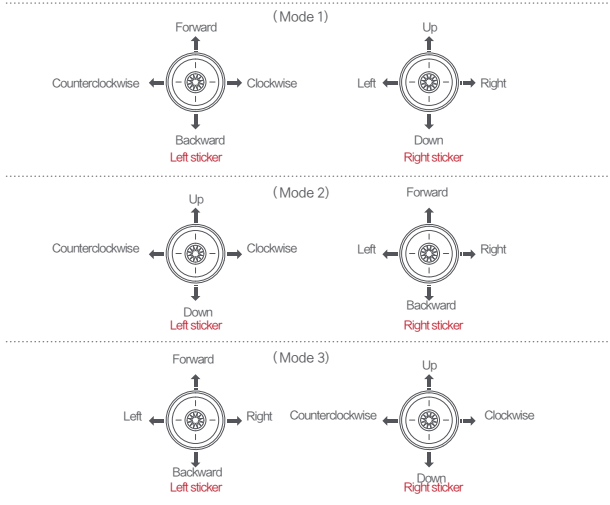 (Mode 1)
Forward
Up
Counterclockwise
Clockwise
Left
Right
Backward
Down
Left sticker
Right sticker
(Mode 2)
Up
Forward
Counterclockwise
Clockwise
Left
Right
Down
Backward
Left sticker
Right sticker
(Mode 3)
Forward
Up
Left
Right
Counterclockwise
Clockwise
Backward
Down
Left sticker
Right sticker